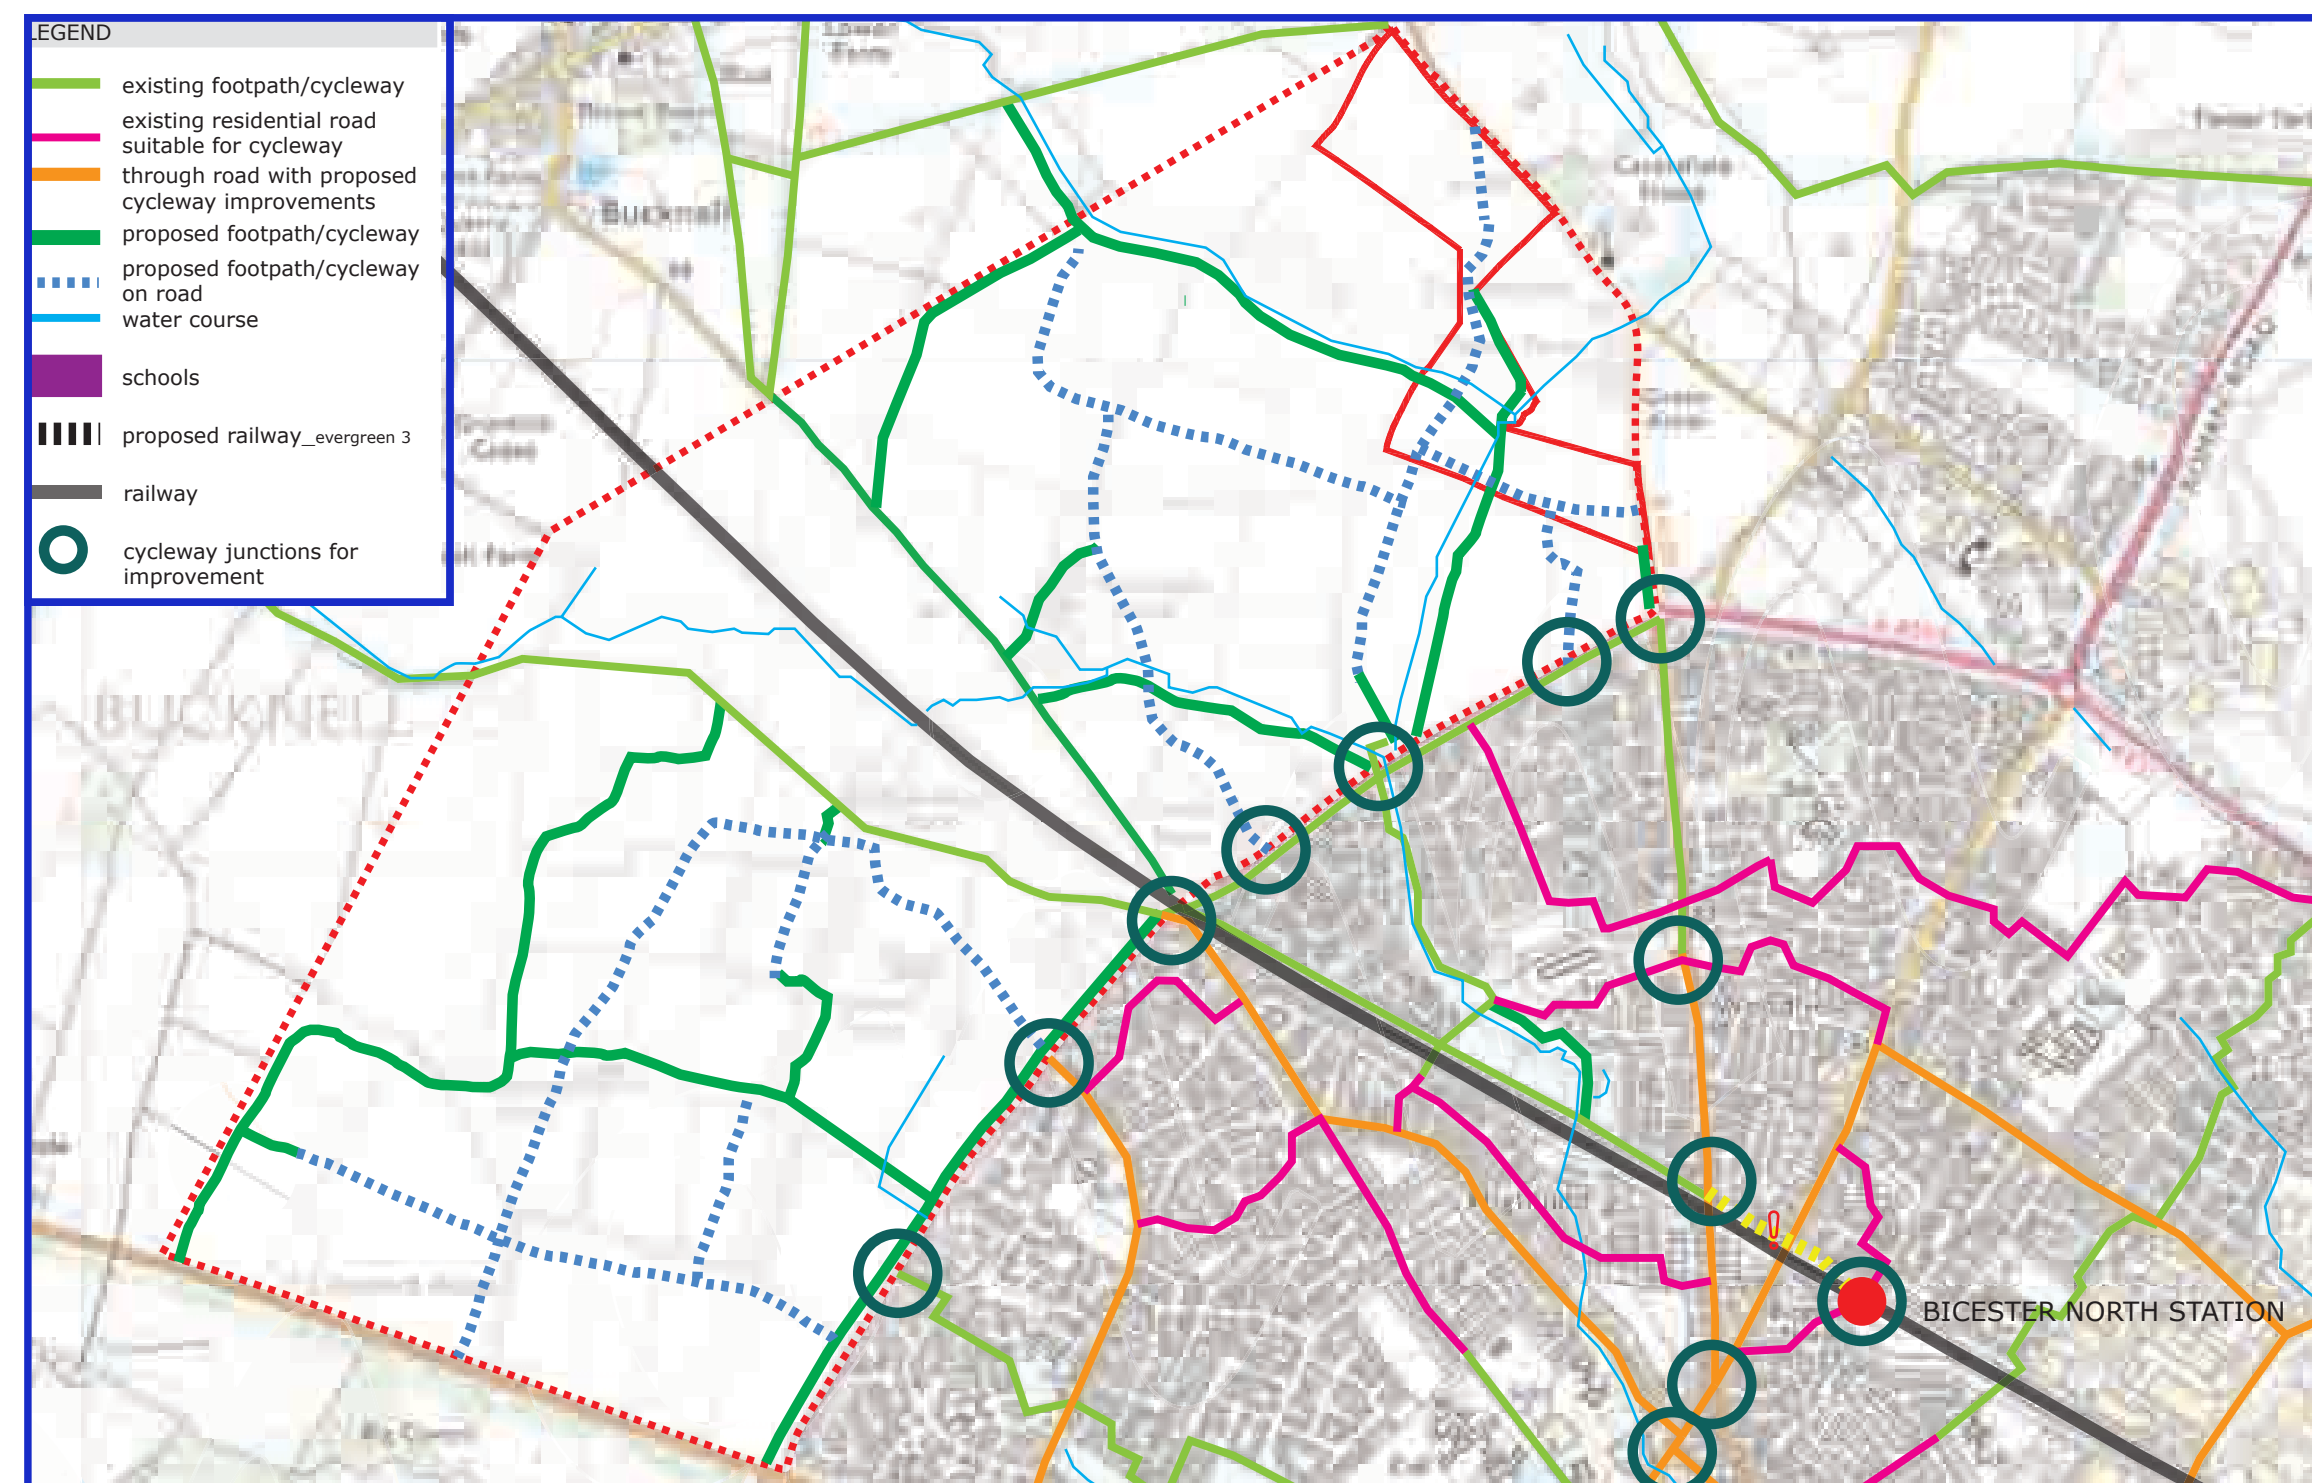 LEGEND
existing footpath/cycleway
existing residential road
suitable for cycleway
through road with proposed
cycleway improvements
proposed footpath/cycleway
proposed footpath/cycleway
on road
water course
schools
proposed railway_evergreen 3
railway
cycleway junctions for
improvement
Bucknell
BUCKNELL
!
BICESTER NORTH STATION